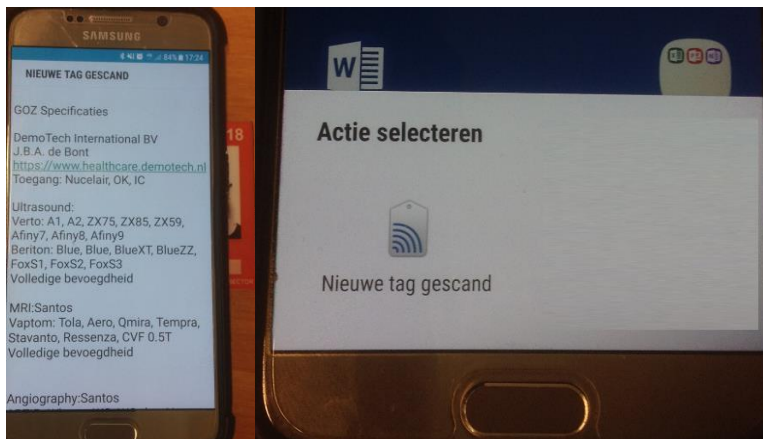 SAMSUNG
84% 17:24
NIEUWE TAG GESCAND
GOZ Specificaties
DemoTech International BV
J.B.A. de Bont
https://www.healthcare.demotech.nl
Toegang: Nucelair, OK, IC
Ultrasound:
Verto: A1, A2, ZX75, ZX85, ZX59,
Afiny7, Afiny8, Afiny9
Beriton: Blue, Blue, BlueXT, BlueZZ,
FoxS1, FoxS2, FoxS3
Volledige bevoegdheid
MRI:Santos
Vaptom: Tola, Aero, Qmira, Tempra,
Stavanto, Ressenza, CVF 0.5T
Volledige bevoegdheid
Angiography:Santos
18
W
Actie selecteren
Nieuwe tag gescand